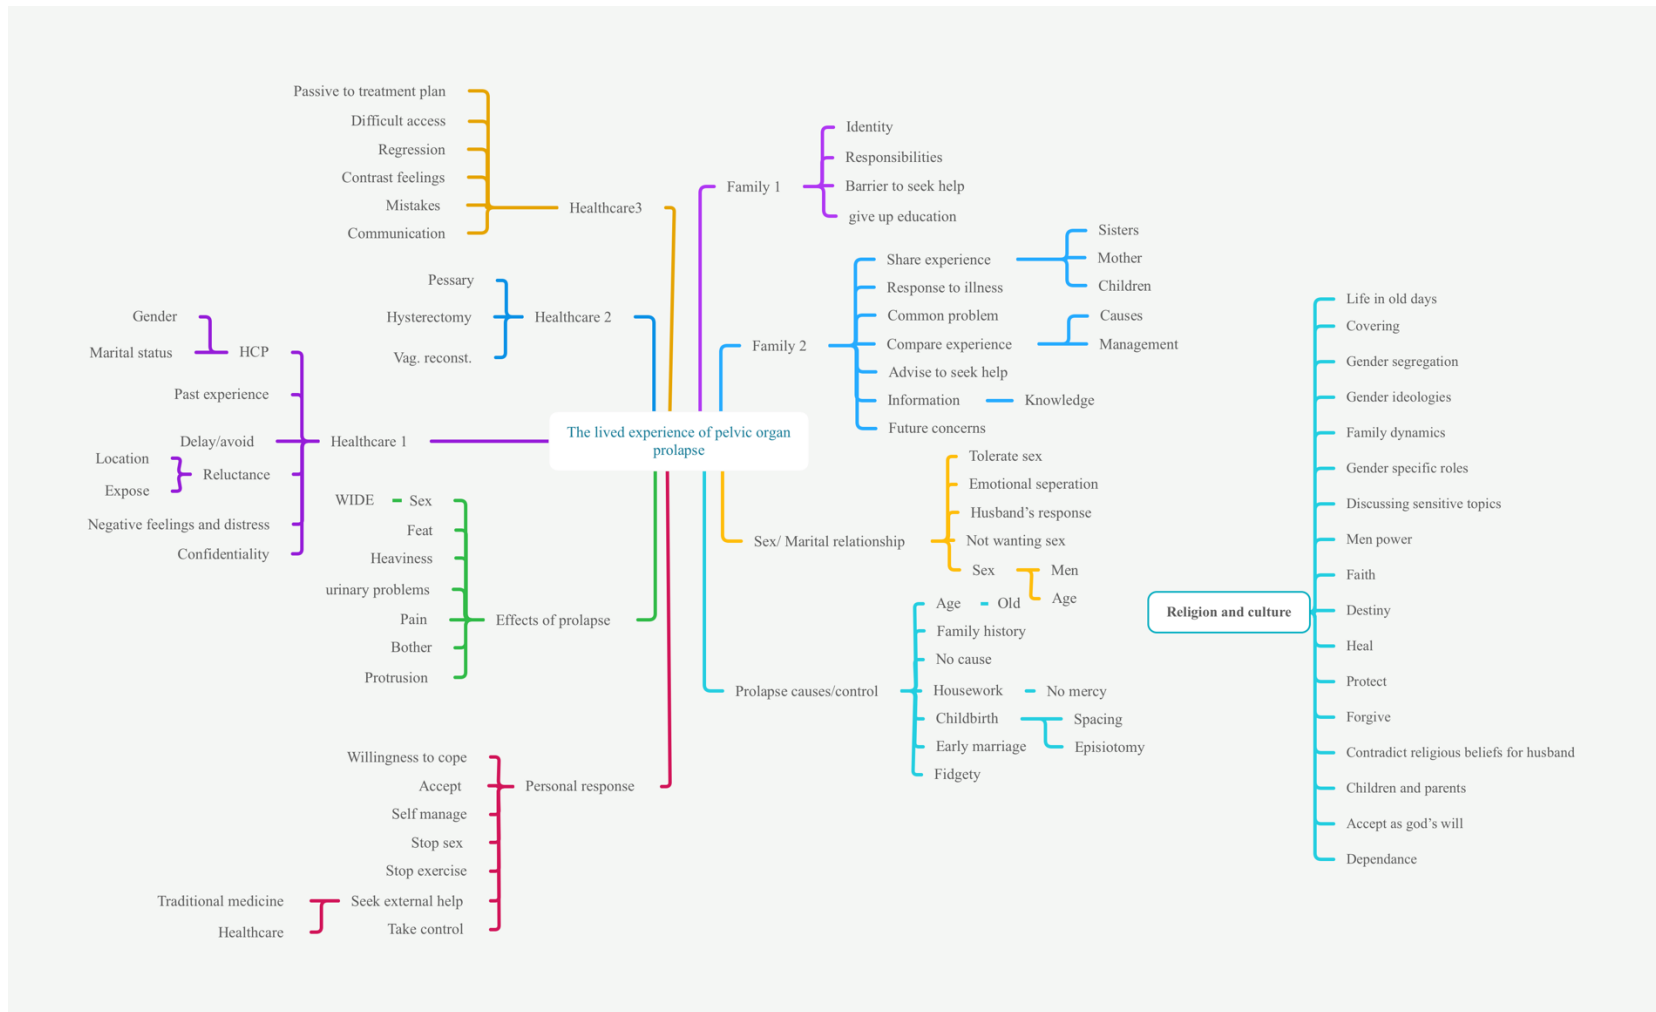 The lived experience of pelvic organ
prolapse
Healthcare3
Passive to treatment plan
Difficult access
Regression
Contrast feelings
Mistakes
Communication
Healthcare 2
Pessary
Hysterectomy
Vag. reconst.
Healthcare 1
HCP
Gender
Marital status
Past experience
Delay/avoid
Reluctance
Location
Expose
Negative feelings and distress
Confidentiality
Effects of prolapse
Sex
WIDE
Feat
Heaviness
urinary problems
Pain
Bother
Protrusion
Personal response
Willingness to cope
Accept
Self manage
Stop sex
Stop exercise
Seek external help
Traditional medicine
Healthcare
Take control
Family 1
Identity
Responsibilities
Barrier to seek help
give up education
Family 2
Share experience
Sisters
Mother
Children
Response to illness
Common problem
Compare experience
Causes
Management
Advise to seek help
Information
Knowledge
Future concerns
Sex/ Marital relationship
Tolerate sex
Emotional seperation
Husband’s response
Not wanting sex
Sex
Men
Age
Prolapse causes/control
Age
Old
Family history
No cause
Housework
No mercy
Childbirth
Spacing
Episiotomy
Early marriage
Fidgety
Religion and culture
Life in old days
Covering
Gender segregation
Gender ideologies
Family dynamics
Gender specific roles
Discussing sensitive topics
Men power
Faith
Destiny
Heal
Protect
Forgive
Contradict religious beliefs for husband
Children and parents
Accept as god’s will
Dependance